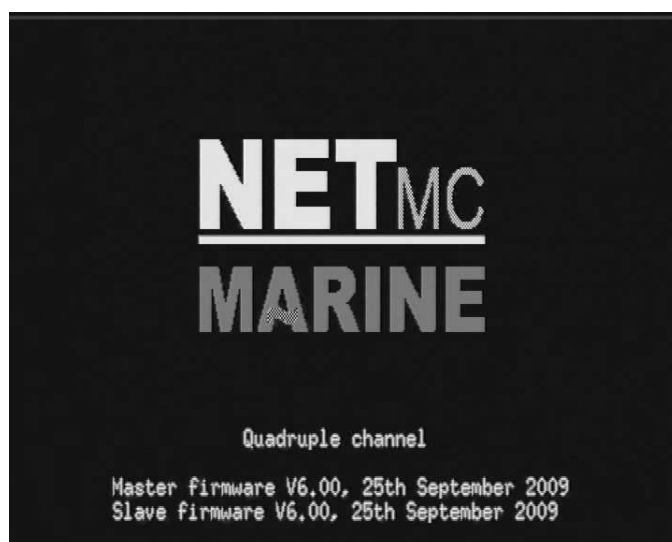 NETMC
MARINE
Quadruple channel
Master firmware V6.00, 25th September 2009
Slave firmware V6.00, 25th September 2009